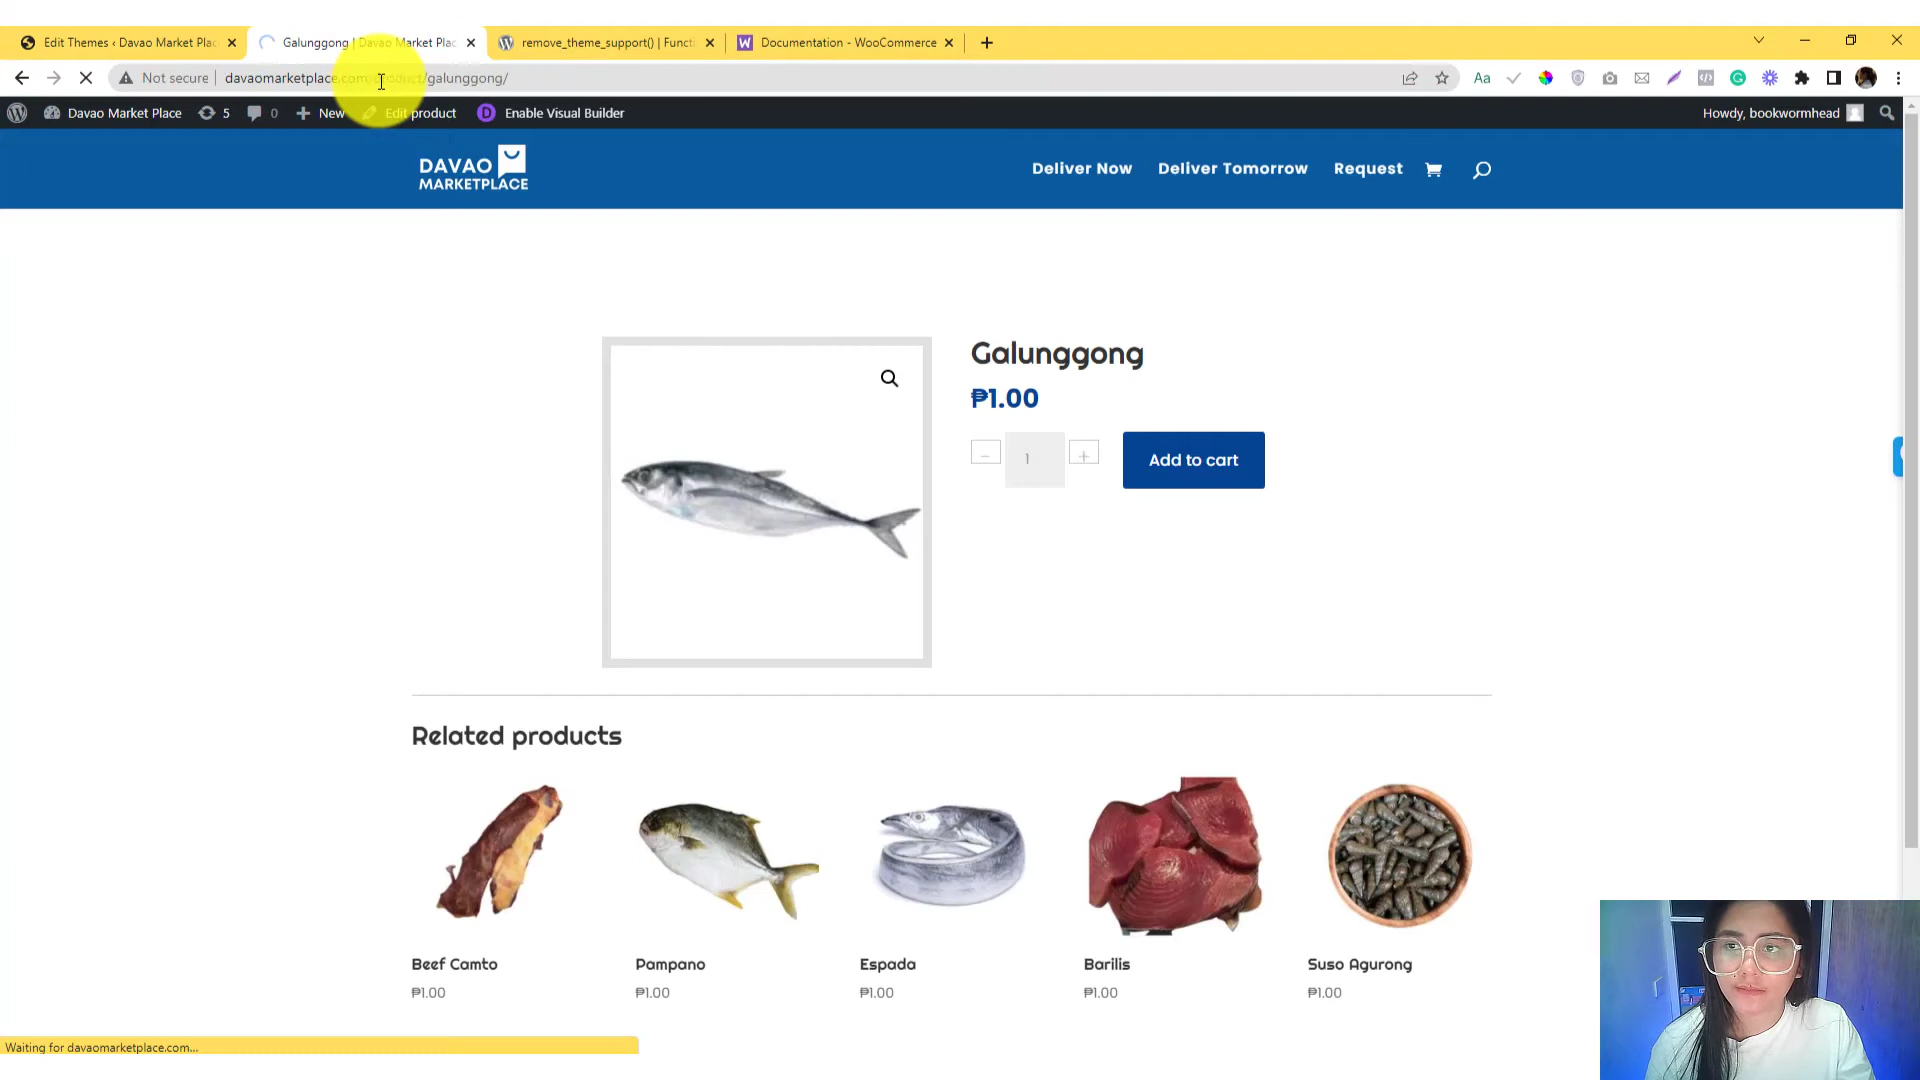 Edit Themes ‹ Davao Market Plac
Galunggong | Davao Market Plac
remove_theme_support() | Functi
Documentation - WooCommerce
Not secure
davaomarketplace.com/product/galunggong/
Aa
Davao Market Place
5
0
New
Edit product
Enable Visual Builder
Howdy, bookwormhead
DAVAO
MARKETPLACE
Deliver Now
Deliver Tomorrow
Request
Galunggong
₱1.00
-
1
+
Add to cart
Related products
Beef Camto
Pampano
Espada
Barilis
Suso Agurong
₱1.00
₱1.00
₱1.00
₱1.00
₱1.00
Waiting for davaomarketplace.com...